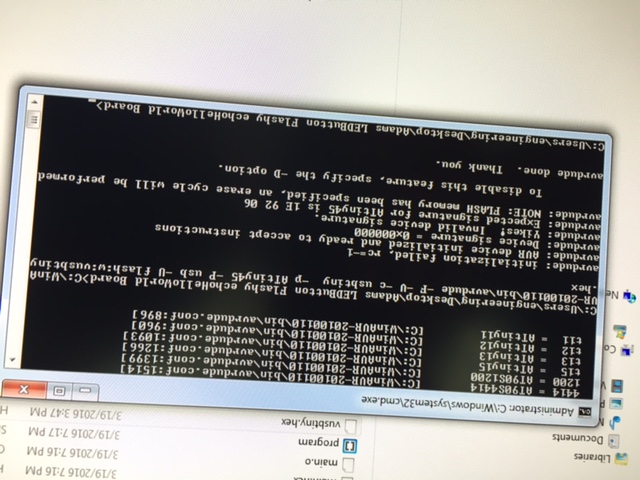 3/19/2016 7:16 PM
main.o
3/19/2016 7:16 PM
Libraries
program
3/19/2016 7:17 PM
Documents
vusbtiny.hex
3/19/2016 3:47 PM
Administrator: C:\Windows\system32\cmd.exe
4414 = AT90S4414 [C:\WinAVR-20100110\bin\avrdude.conf:1514]
1200 = AT90S1200 [C:\WinAVR-20100110\bin\avrdude.conf:1399]
t15 = ATtiny15 [C:\WinAVR-20100110\bin\avrdude.conf:1266]
t13 = ATtiny13 [C:\WinAVR-20100110\bin\avrdude.conf:1093]
t12 = ATtiny12 [C:\WinAVR-20100110\bin\avrdude.conf:960]
t11 = ATtiny11 [C:\WinAVR-20100110\bin\avrdude.conf:896]
C:\Users\engineering\Desktop\Adams LEDButton Flashy echoHelloWorld Board>C:\WinA
VR-20100110\bin\avrdude -F -U -c usbtiny -p ATtiny45 -P usb -U flash:w:vusbtiny
.hex
avrdude: initialization failed, rc=-1
avrdude: AVR device initialized and ready to accept instructions
avrdude: Device signature = 0x000000
avrdude: Yikes! Invalid device signature.
avrdude: Expected signature for ATtiny45 is 1E 92 06
avrdude: NOTE: FLASH memory has been specified, an erase cycle will be performed
To disable this feature, specify the -D option.
avrdude done. Thank you.
C:\Users\engineering\Desktop\Adams LEDButton Flashy echoHelloWorld Board>_